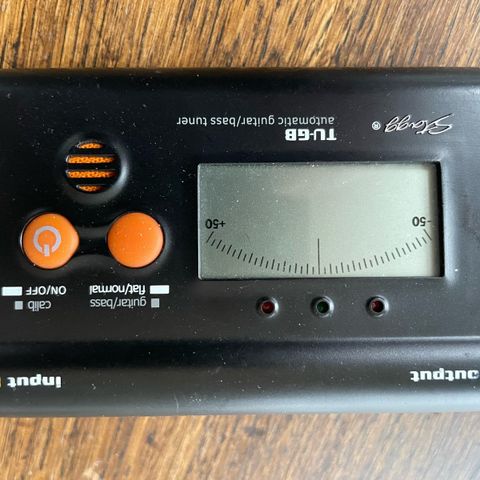 output
input
guitar/bass
flat/normal
calib
ON/OFF
-50
+50
Stagg®
TU-6B
automatic guitar/bass tuner